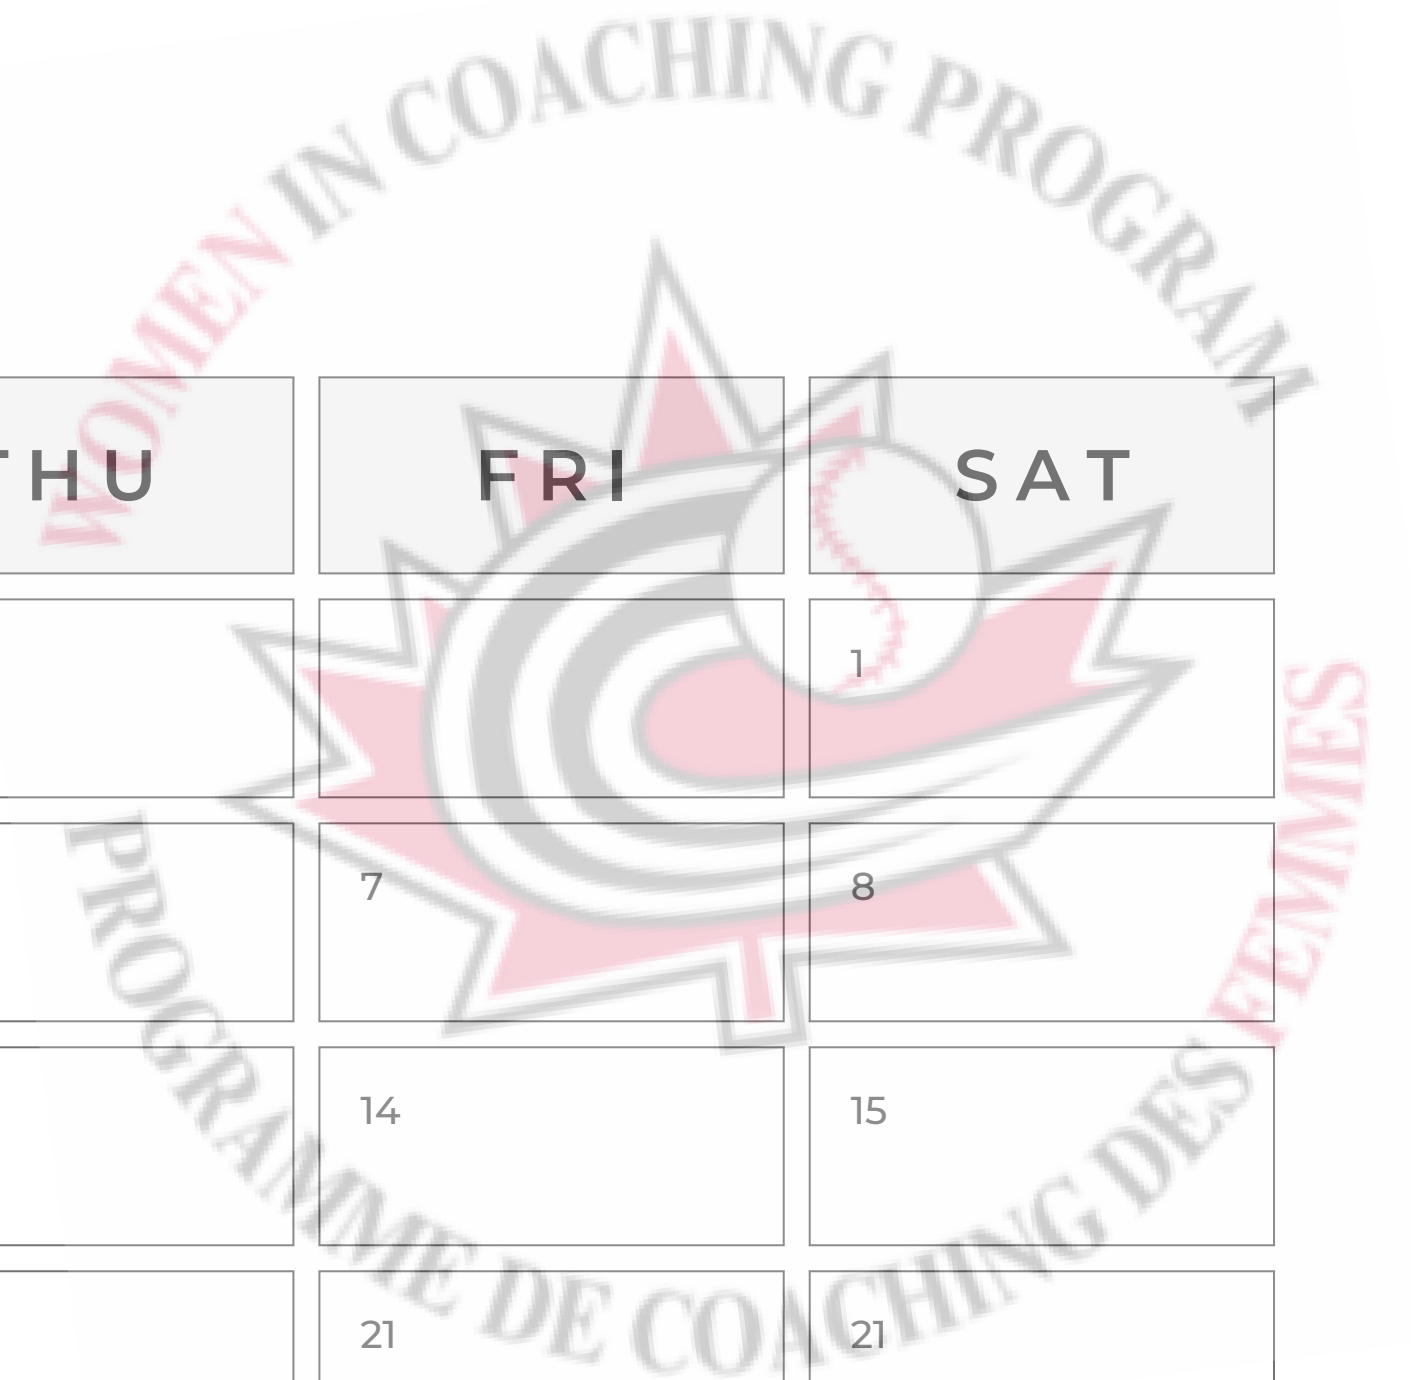 WOMEN IN COACHING PROGRAM
THU FRI SAT
1
7 8
14 15
21 21
PROGRAMME DE COACHING DES FEMMES